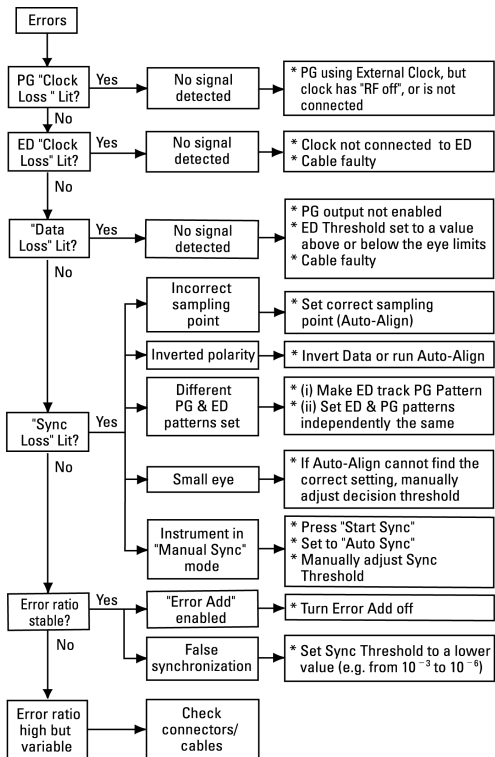 Errors
PG "Clock
Loss " Lit?
Yes
No signal
detected
* PG using External Clock, but
clock has "RF off", or is not
connected
No
ED "Clock
Loss" Lit?
Yes
No signal
detected
* Clock not connected to ED
* Cable faulty
No
"Data
Loss" Lit?
Yes
No signal
detected
* PG output not enabled
* ED Threshold set to a value
above or below the eye limits
* Cable faulty
No
Incorrect
sampling
point
* Set correct sampling
point (Auto-Align)
Inverted polarity
* Invert Data or run Auto-Align
Different
PG & ED
patterns set
* (i) Make ED track PG Pattern
* (ii) Set ED & PG patterns
independently the same
"Sync
Loss" Lit?
Yes
No
Small eye
* If Auto-Align cannot find the
correct setting, manually
adjust decision threshold
Instrument in
"Manual Sync"
mode
* Press "Start Sync"
* Set to "Auto Sync"
* Manually adjust Sync
Threshold
Error ratio
stable?
Yes
"Error Add"
enabled
* Turn Error Add off
No
False
synchronization
* Set Sync Threshold to a lower
value (e.g. from 10⁻³ to 10⁻⁶)
Error ratio
high but
variable
Check
connectors/
cables